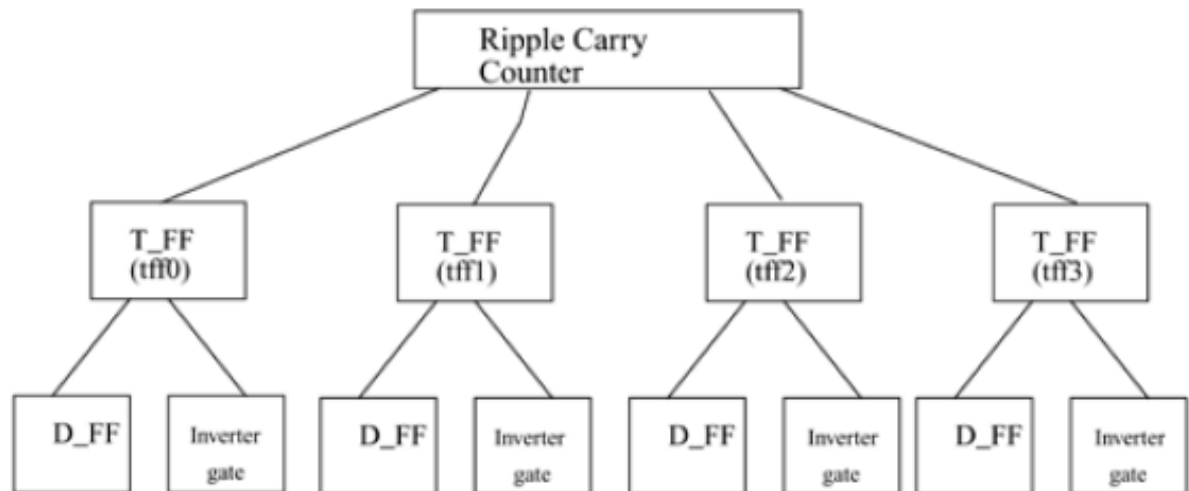 Ripple Carry
Counter
T_FF
(tff0)
T_FF
(tff1)
T_FF
(tff2)
T_FF
(tff3)
D_FF
Inverter
gate
D_FF
Inverter
gate
D_FF
Inverter
gate
D_FF
Inverter
gate